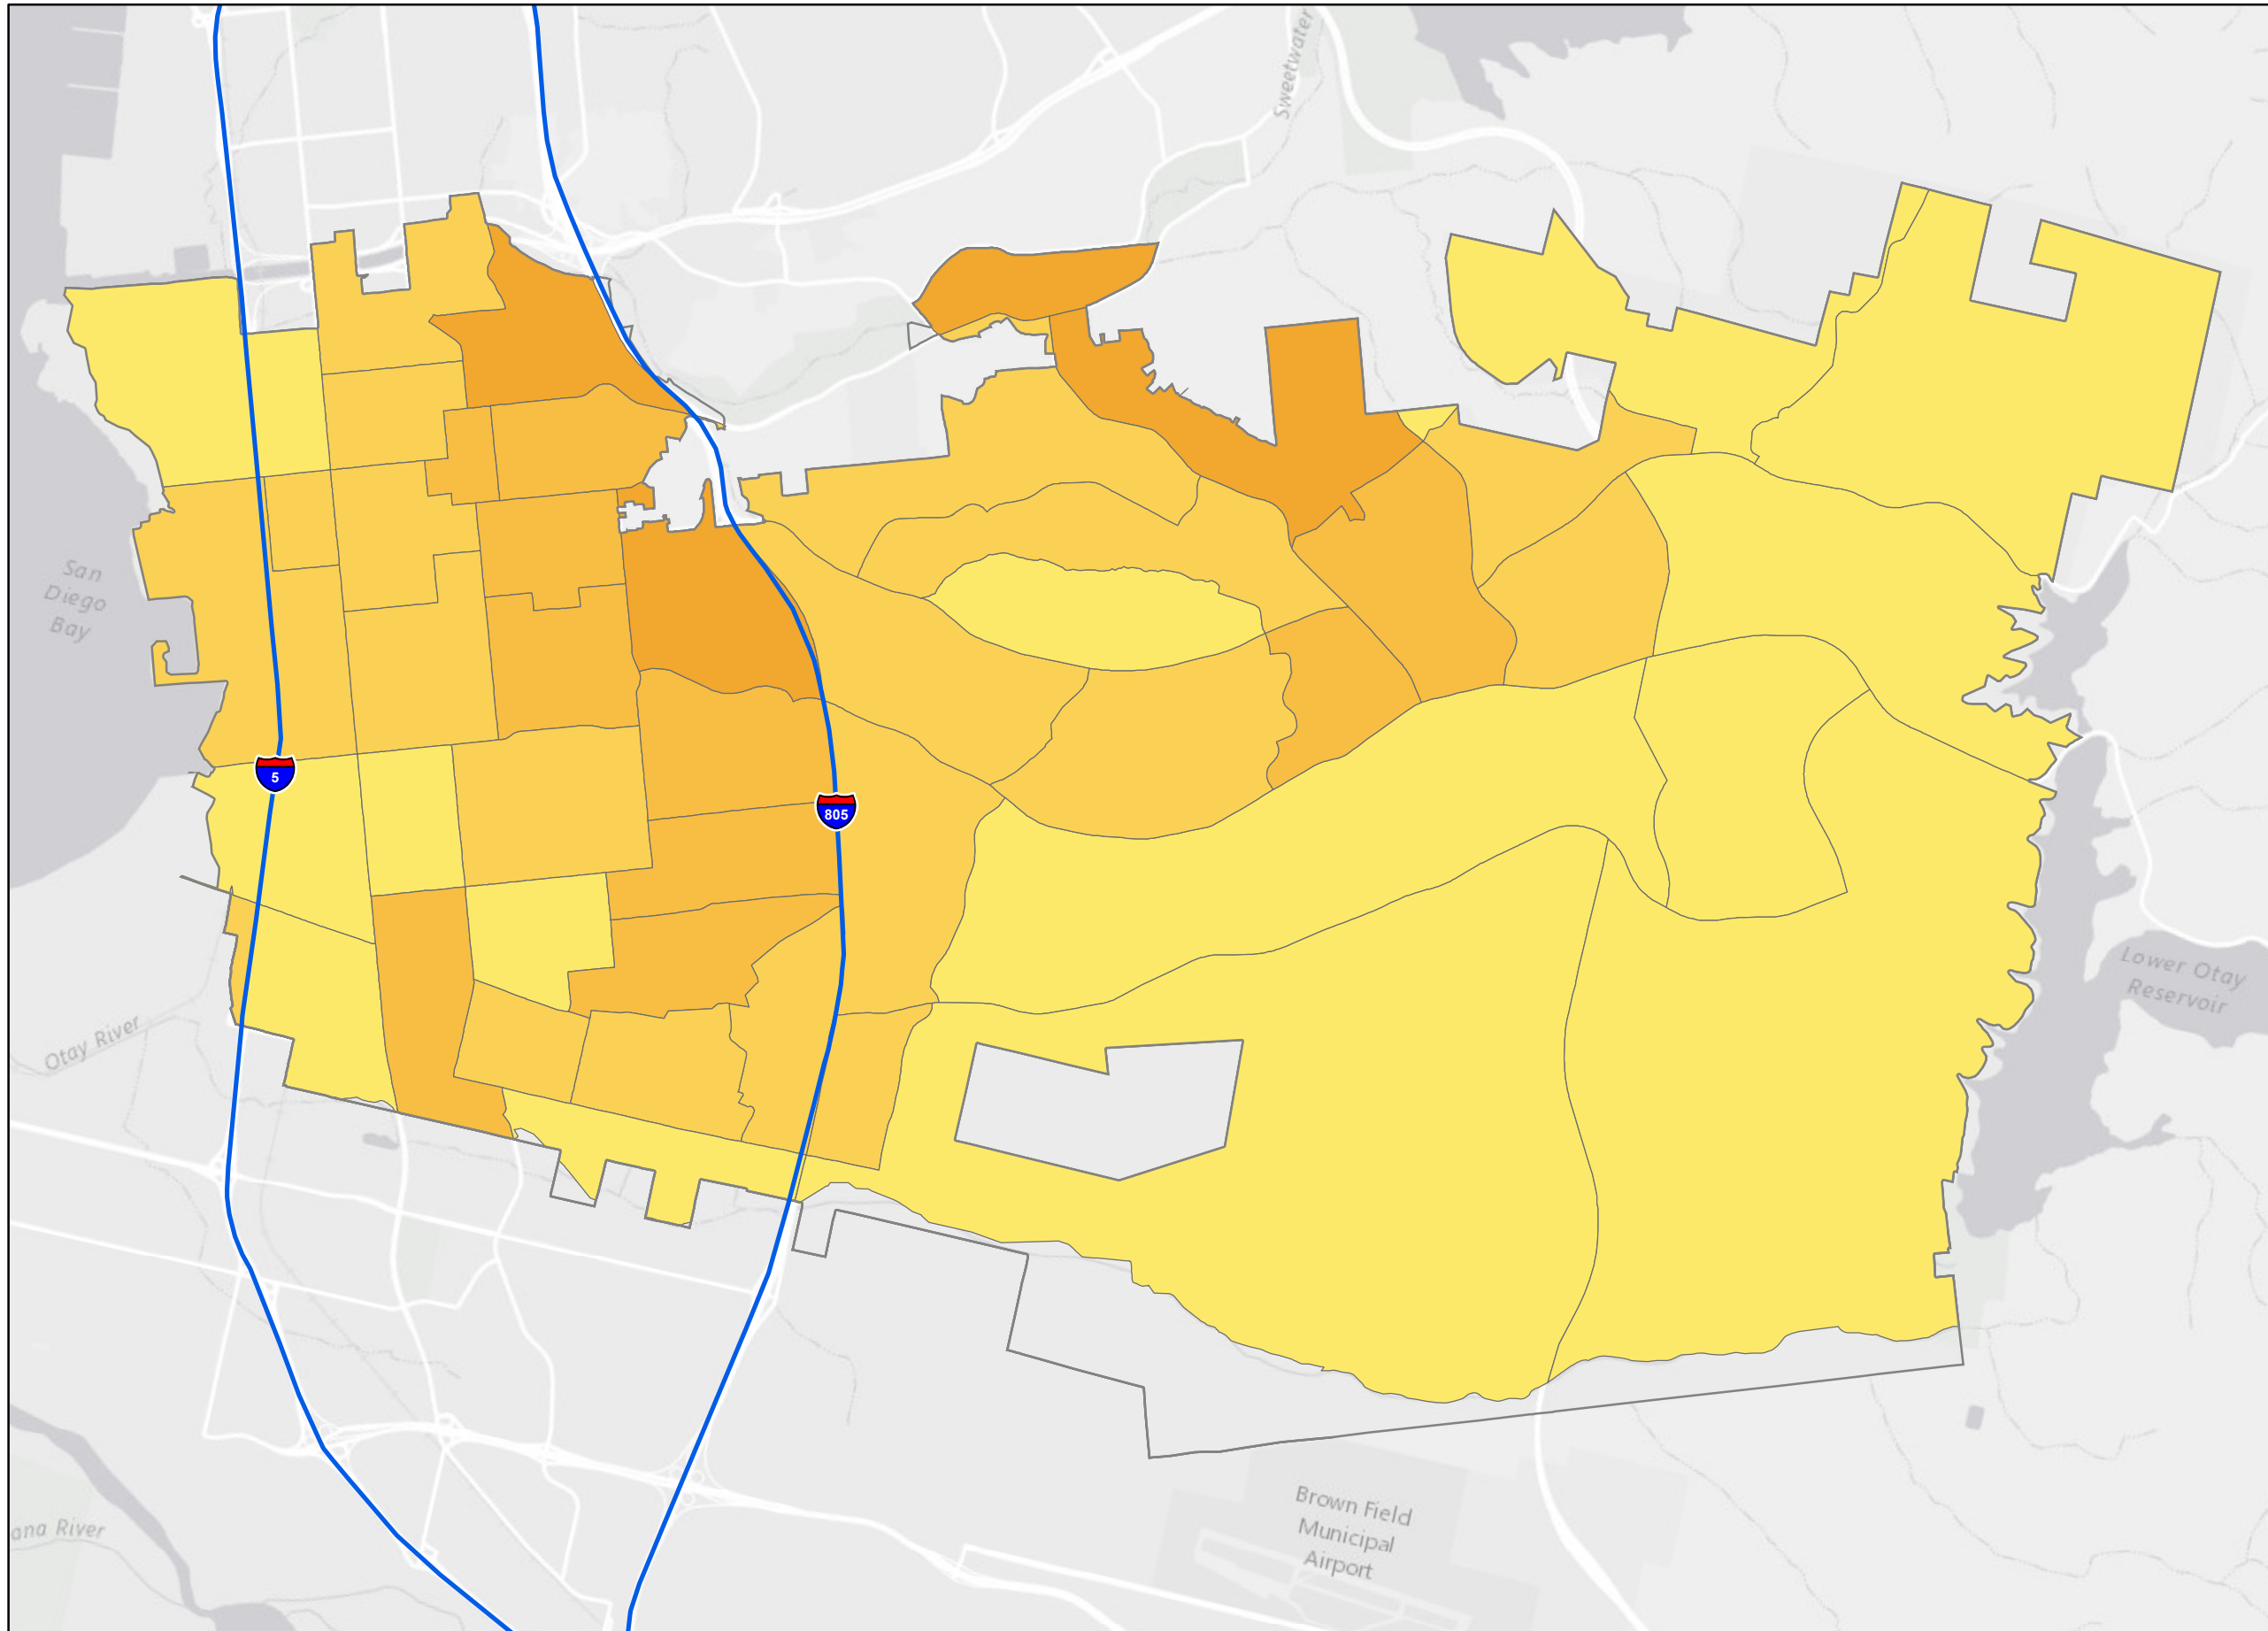 Sweetwater
San
Diego
Bay
5
805
Lower Otay
Reservoir
Otay River
Brown Field
Municipal
Airport
ana River